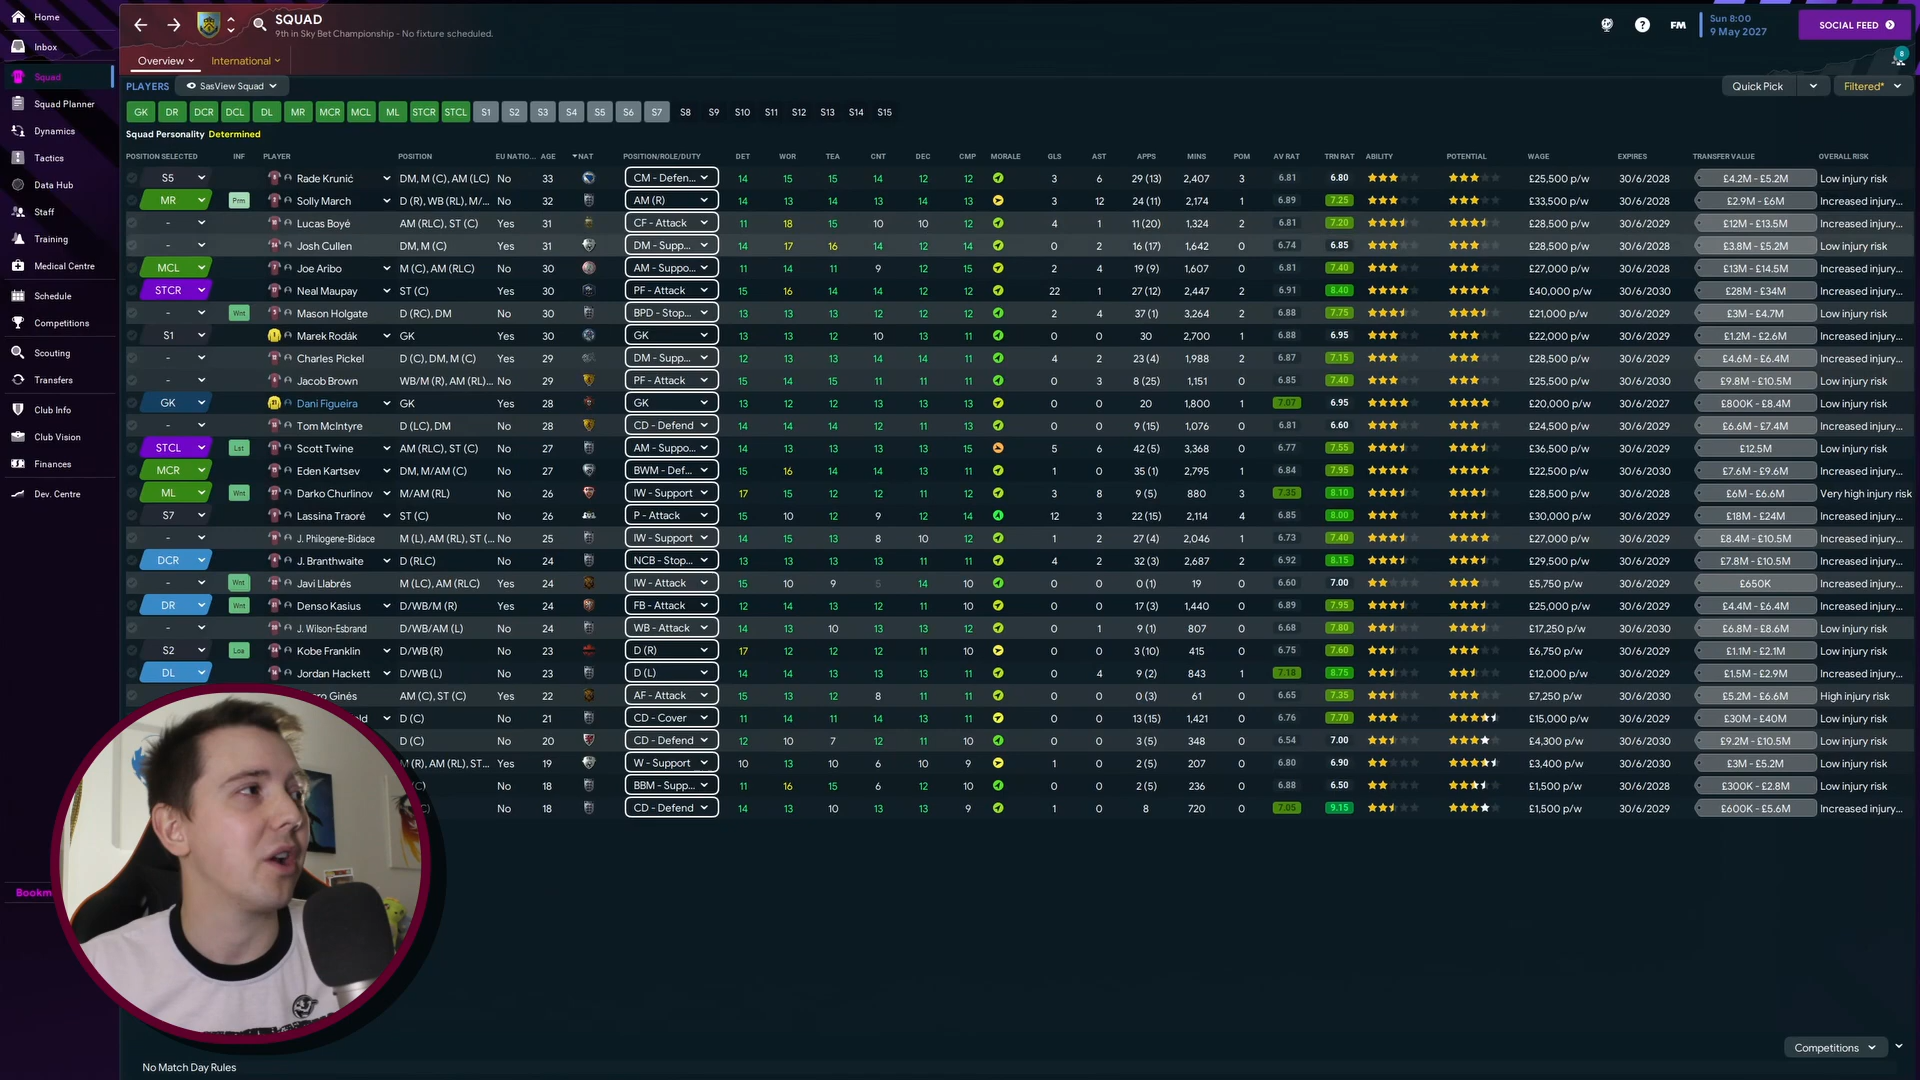 Home
Inbox
Squad
Squad Planner
Dynamics
Tactics
Data Hub
Staff
Training
Medical Centre
Schedule
Competitions
Scouting
Transfers
Club Info
Club Vision
Finances
Dev. Centre
Bookm
SQUAD
9th in Sky Bet Championship - No fixture scheduled.
FM
Sun 8:00
9 May 2027
SOCIAL FEED
8
Overview International
PLAYERS SasView Squad Quick Pick Filtered*
GK DR DCR DCL DL MR MCR MCL ML STCR STCL S1 S2 S3 S4 S5 S6 S7 S8 S9 S10 S11 S12 S13 S14 S15
Squad Personality Determined
POSITION SELECTED INF PLAYER POSITION EU NATIO... AGE NAT POSITION/ROLE/DUTY DET WOR TEA CNT DEC CMP MORALE GLS AST APPS MINS POM AV RAT TRN RAT ABILITY POTENTIAL WAGE EXPIRES TRANSFER VALUE OVERALL RISK
S5 Rade Krunić DM, M (C), AM (LC) No 33 CM - Defen... 14 15 15 14 12 12 3 6 29 (13) 2,407 3 6.81 6.80 £25,500 p/w 30/6/2028 £4.2M - £5.2M Low injury risk
MR Prm Solly March D (R), WB (RL), M/... No 32 AM (R) 14 13 14 13 14 13 3 12 24 (11) 2,174 1 6.89 7.25 £33,500 p/w 30/6/2028 £2.9M - £6M Increased injury...
- Lucas Boyé AM (RLC), ST (C) Yes 31 CF - Attack 11 18 15 10 10 12 4 1 11 (20) 1,324 2 6.81 7.20 £28,500 p/w 30/6/2028 £12M - £13.5M Increased injury...
- Josh Cullen DM, M (C) Yes 31 DM - Supp... 14 17 16 14 12 14 0 2 16 (17) 1,642 0 6.74 6.85 £28,500 p/w 30/6/2028 £3.8M - £5.2M Low injury risk
MCL Joe Aribo M (C), AM (RLC) No 30 AM - Suppo... 11 14 11 9 12 15 2 4 19 (9) 1,607 0 6.81 7.40 £27,000 p/w 30/6/2028 £13M - £14.5M Increased injury...
STCR Neal Maupay ST (C) Yes 30 PF - Attack 15 16 14 14 12 12 22 1 27 (12) 2,447 2 6.91 8.40 £40,000 p/w 30/6/2030 £28M - £34M Increased injury...
- Wnt Mason Holgate D (RC), DM No 30 BPD - Stop... 13 13 13 12 12 12 2 4 37 (1) 3,264 2 6.88 7.75 £21,000 p/w 30/6/2029 £3M - £4.7M Low injury risk
S1 Marek Rodák GK Yes 30 GK 13 13 12 10 13 11 0 0 30 2,700 1 6.88 6.95 £22,000 p/w 30/6/2029 £1.2M - £2.6M Low injury risk
- Charles Pickel D (C), DM, M (C) Yes 29 DM - Supp... 12 13 13 14 14 11 4 2 23 (4) 1,988 2 6.87 7.15 £28,500 p/w 30/6/2029 £4.6M - £6.4M Low injury risk
- Jacob Brown WB/M (R), AM (RL)... No 29 PF - Attack 15 14 15 11 11 11 0 3 8 (25) 1,151 0 6.85 7.40 £25,500 p/w 30/6/2029 £9.8M - £10.5M Low injury risk
GK Dani Figueira GK Yes 28 GK 13 12 12 13 13 13 0 0 20 1,800 1 7.07 6.95 £20,000 p/w 30/6/2027 £800K - £8.4M Low injury risk
- Tom McIntyre D (LC), DM No 28 CD - Defend 14 14 14 12 11 13 0 0 9 (15) 1,076 0 6.81 6.60 £24,500 p/w 30/6/2029 £6.6M - £7.4M Low injury risk
STCL Lst Scott Twine AM (RLC), ST (C) No 27 AM - Suppo... 14 13 14 13 13 15 5 6 42 (5) 3,368 0 6.77 7.55 £36,500 p/w 30/6/2029 £12.5M Low injury risk
MCR Eden Kartsev DM, M/AM (C) No 27 BWM - Def... 15 16 14 14 13 11 1 0 35 (1) 2,795 1 6.84 7.95 £22,500 p/w 30/6/2030 £7.6M - £9.6M Low injury risk
ML Wnt Darko Churlinov M/AM (RL) No 26 IW - Support 17 15 12 12 11 12 3 8 9 (5) 880 3 7.35 8.10 £28,500 p/w 30/6/2028 £6M - £6.6M Very high injury risk
S7 Lassina Traoré ST (C) No 26 P - Attack 15 10 12 9 12 14 12 3 22 (15) 2,114 4 6.85 8.00 £30,000 p/w 30/6/2029 £18M - £24M Increased injury...
- J. Philogene-Bidace M (L), AM (RL), ST (... No 25 IW - Support 14 15 13 8 10 12 1 2 27 (4) 2,046 1 6.73 7.40 £27,000 p/w 30/6/2029 £8.4M - £10.5M Increased injury...
DCR J. Branthwaite D (RLC) No 24 NCB - Stop... 13 13 13 13 11 11 4 2 32 (3) 2,687 2 6.92 8.15 £29,500 p/w 30/6/2029 £7.8M - £10.5M Increased injury...
- Wnt Javi Llabrés M (LC), AM (RLC) Yes 24 IW - Attack 15 10 9 5 14 10 0 0 0 (1) 19 0 6.60 7.00 £5,750 p/w 30/6/2029 £650K Increased injury...
DR Wnt Denso Kasius D/WB/M (R) Yes 24 FB - Attack 12 14 13 12 12 10 0 0 17 (3) 1,440 0 6.89 7.95 £25,000 p/w 30/6/2029 £4.4M - £6.4M Increased injury...
- J. Wilson-Esbrand D/WB/AM (L) No 24 WB - Attack 14 13 10 13 13 12 0 1 9 (1) 807 0 6.68 7.80 £17,250 p/w 30/6/2030 £6.8M - £8.6M Low injury risk
S2 Loa Kobe Franklin D/WB (R) No 23 D (R) 17 12 12 12 11 10 0 0 3 (10) 415 0 6.75 7.60 £6,750 p/w 30/6/2029 £1.1M - £2.1M Low injury risk
DL Jordan Hackett D/WB (L) No 23 D (L) 14 14 13 14 13 11 0 4 9 (2) 843 1 7.18 8.75 £12,000 p/w 30/6/2029 £1.5M - £2.9M Low injury risk
ro Ginés AM (C), ST (C) Yes 22 AF - Attack 15 13 12 8 11 11 0 0 0 (3) 61 0 6.65 7.35 £7,250 p/w 30/6/2030 £5.2M - £6.6M High injury risk
ld D (C) No 21 CD - Cover 11 14 11 14 13 11 0 0 13 (15) 1,421 0 6.76 7.70 £15,000 p/w 30/6/2029 £30M - £40M Low injury risk
D (C) No 20 CD - Defend 12 10 7 12 11 10 0 0 3 (5) 348 0 6.54 7.00 £4,300 p/w 30/6/2030 £9.2M - £10.5M Low injury risk
M (R), AM (RL), ST... Yes 19 W - Support 10 13 10 6 10 9 1 0 2 (5) 207 0 6.80 6.90 £3,400 p/w 30/6/2029 £3M - £5.2M Low injury risk
C) No 18 BBM - Supp... 11 16 15 6 12 10 0 0 2 (5) 236 0 6.88 6.50 £1,500 p/w 30/6/2028 £300K - £2.8M Low injury risk
C) No 18 CD - Defend 14 13 10 13 13 9 1 0 8 720 0 7.05 9.15 £1,500 p/w 30/6/2029 £600K - £5.6M Increased injury...
Competitions
No Match Day Rules